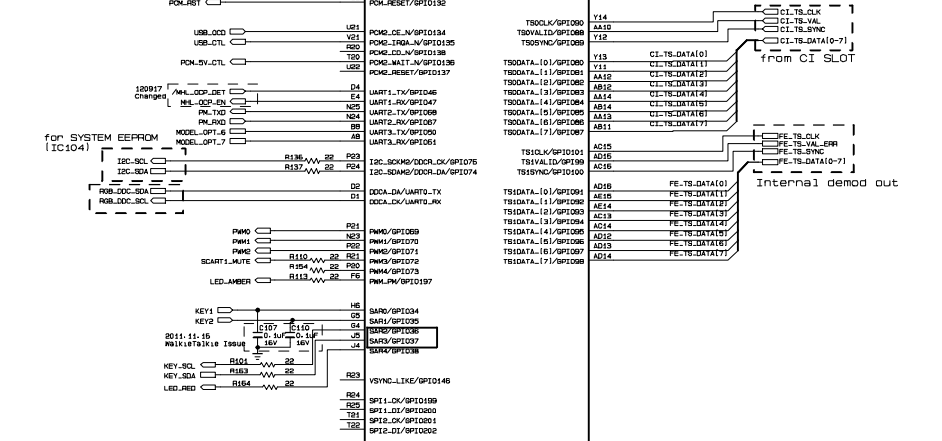 PCM_RST PCM_RESET/GPIO132
USB_OCD U21 PCM2_CE_N/GPIO134
USB_CTL V21 PCM2_IRQA_N/GPIO135
R20 PCM2_CD_N/GPIO138
PCM_5V_CTL T20 PCM2_WAIT_N/GPIO136
U22 PCM2_RESET/GPIO137
120917
Changed
/MHL_OCP_DET D4 UART1_TX/GPIO46
MHL_OCP_EN E4 UART1_RX/GPIO47
PM_TXD N25 UART2_TX/GPIO68
PM_RXD N24 UART2_RX/GPIO67
MODEL_OPT_6 B8 UART3_TX/GPIO50
MODEL_OPT_7 A8 UART3_RX/GPIO51
for SYSTEM EEPROM
(IC104)
I2C_SCL R136 22 P23 I2C_SCKM2/DDCR_CK/GPIO75
I2C_SDA R137 22 P24 I2C_SDAM2/DDCR_DA/GPIO74
RGB_DDC_SDA D2 DDCA_DA/UART0_TX
RGB_DDC_SCL D1 DDCA_CK/UART0_RX
PWM0 P21 PWM0/GPIO69
PWM1 N23 PWM1/GPIO70
PWM2 P22 PWM2/GPIO71
SCART1_MUTE R110 22 R21 PWM3/GPIO72
R154 22 P20 PWM4/GPIO73
LED_AMBER R113 22 F6 PWM_PM/GPIO197
KEY1 H6 SAR0/GPIO34
KEY2 G5 SAR1/GPIO35
G4 SAR2/GPIO36
J5 SAR3/GPIO37
J4 SAR4/GPIO38
C107
0.1uF
16V
C110
0.1uF
16V
2011.11.15
WalkieTalkie Issue
KEY_SCL R101 22
KEY_SDA R163 22
LED_RED R164 22
R23 VSYNC_LIKE/GPIO146
R24 SPI1_CK/GPIO199
R25 SPI1_DI/GPIO200
T21 SPI2_CK/GPIO201
T22 SPI2_DI/GPIO202
TS0CLK/GPIO90 Y14 CI_TS_CLK
TS0VALID/GPIO88 AA10 CI_TS_VAL
TS0SYNC/GPIO89 Y12 CI_TS_SYNC
CI_TS_DATA[0-7]
from CI SLOT
TS0DATA_[0]/GPIO80 Y13 CI_TS_DATA[0]
TS0DATA_[1]/GPIO81 Y11 CI_TS_DATA[1]
TS0DATA_[2]/GPIO82 AA12 CI_TS_DATA[2]
TS0DATA_[3]/GPIO83 AB12 CI_TS_DATA[3]
TS0DATA_[4]/GPIO84 AA14 CI_TS_DATA[4]
TS0DATA_[5]/GPIO85 AB14 CI_TS_DATA[5]
TS0DATA_[6]/GPIO86 AA13 CI_TS_DATA[6]
TS0DATA_[7]/GPIO87 AB11 CI_TS_DATA[7]
TS1CLK/GPIO101 AC15 FE_TS_CLK
TS1VALID/GPIO99 AD15 FE_TS_VAL_ERR
TS1SYNC/GPIO100 AC16 FE_TS_SYNC
FE_TS_DATA[0-7]
Internal demod out
TS1DATA_[0]/GPIO91 AD16 FE_TS_DATA[0]
TS1DATA_[1]/GPIO92 AE15 FE_TS_DATA[1]
TS1DATA_[2]/GPIO93 AE14 FE_TS_DATA[2]
TS1DATA_[3]/GPIO94 AC13 FE_TS_DATA[3]
TS1DATA_[4]/GPIO95 AC14 FE_TS_DATA[4]
TS1DATA_[5]/GPIO96 AD12 FE_TS_DATA[5]
TS1DATA_[6]/GPIO97 AD13 FE_TS_DATA[6]
TS1DATA_[7]/GPIO98 AD14 FE_TS_DATA[7]